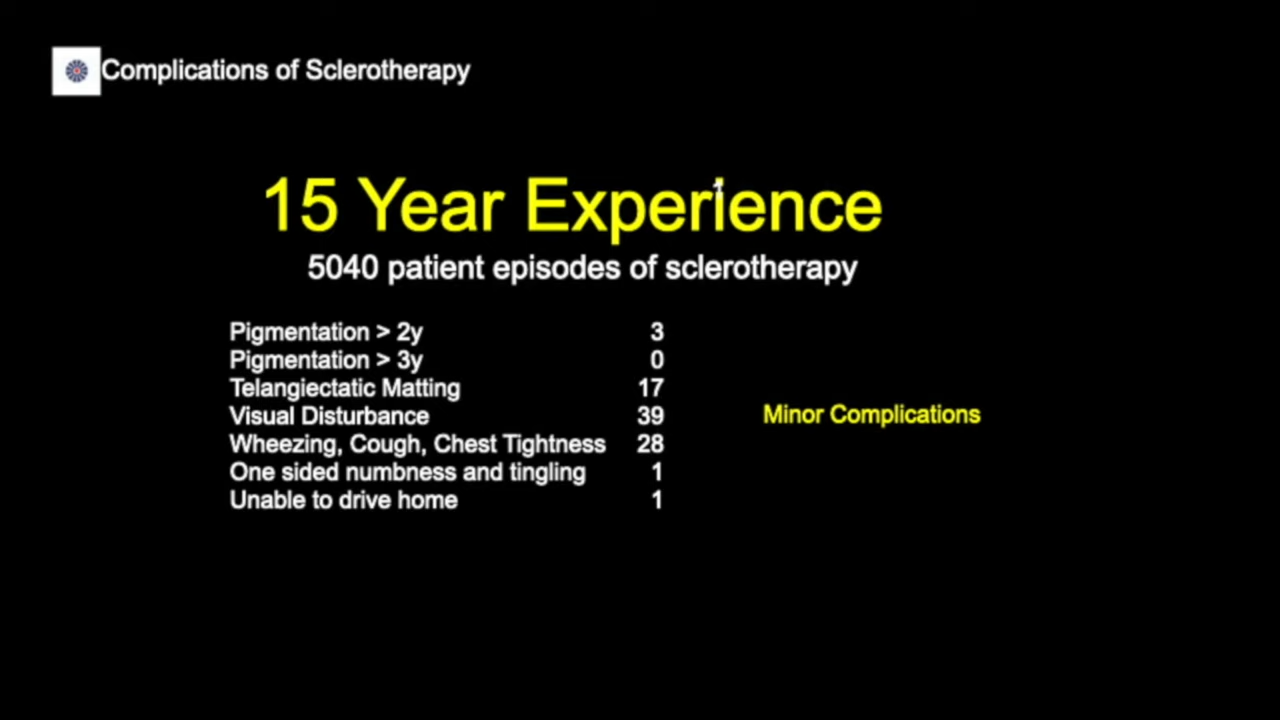 Complications of Sclerotherapy
15 Year Experience
5040 patient episodes of sclerotherapy
Pigmentation > 2y 3
Pigmentation > 3y 0
Telangiectatic Matting 17
Visual Disturbance 39
Minor Complications
Wheezing, Cough, Chest Tightness 28
One sided numbness and tingling 1
Unable to drive home 1